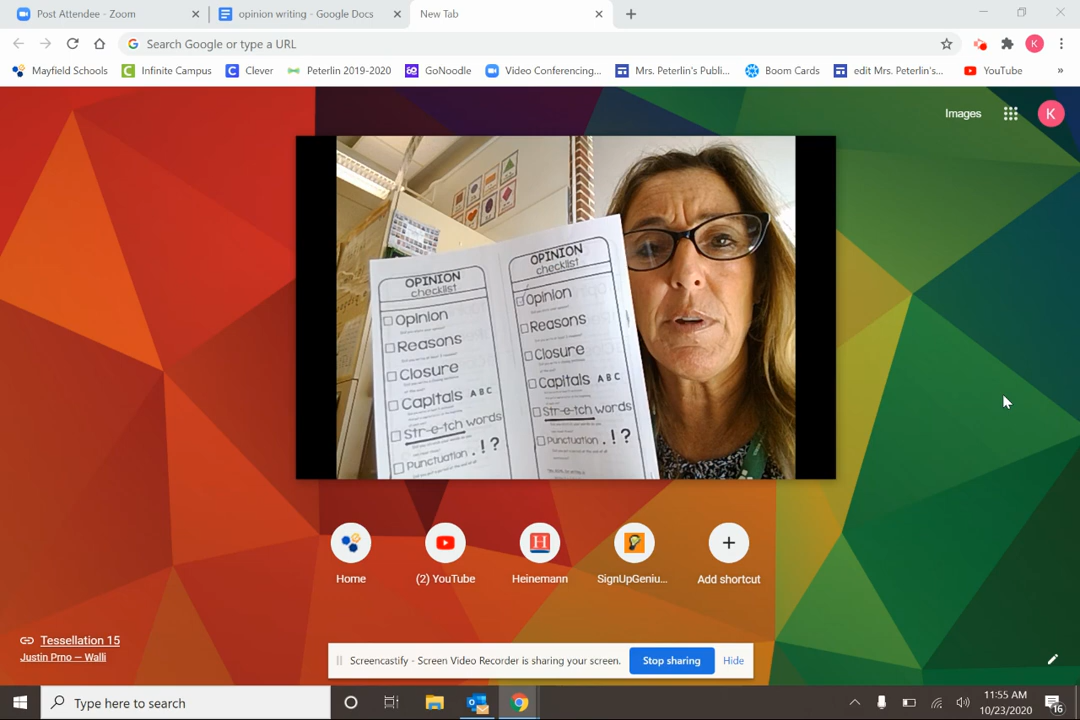 Post Attendee - Zoom
opinion writing - Google Docs
New Tab
Search Google or type a URL
K
Mayfield Schools
Infinite Campus
Clever
Peterlin 2019-2020
GoNoodle
Video Conferencing...
Mrs. Peterlin's Publi...
Boom Cards
edit Mrs. Peterlin's...
YouTube
»
Images
K
OPINION
checklist
Opinion
Reasons
Closure
Capitals ABC
Str-e-tch words
Punctuation . ! ?
OPINION
checklist
Opinion
Reasons
Closure
Capitals ABC
Str-e-tch words
Punctuation . ! ?
Home
(2) YouTube
Heinemann
SignUpGeniu...
Add shortcut
Tessellation 15
Justin Prno — Walli
Screencastify - Screen Video Recorder is sharing your screen.
Stop sharing
Hide
Type here to search
11:55 AM
10/23/2020
16